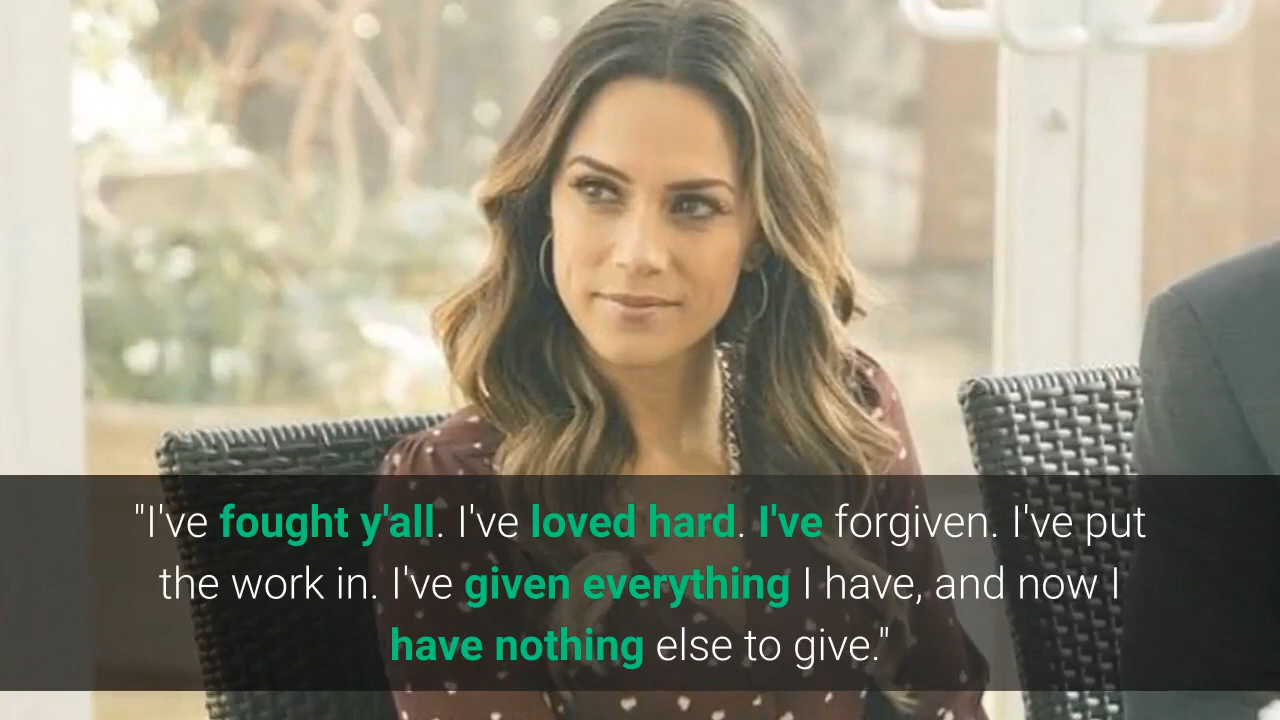 "I've fought y'all. I've loved hard. I've forgiven. I've put
the work in. I've given everything I have, and now I
have nothing else to give."